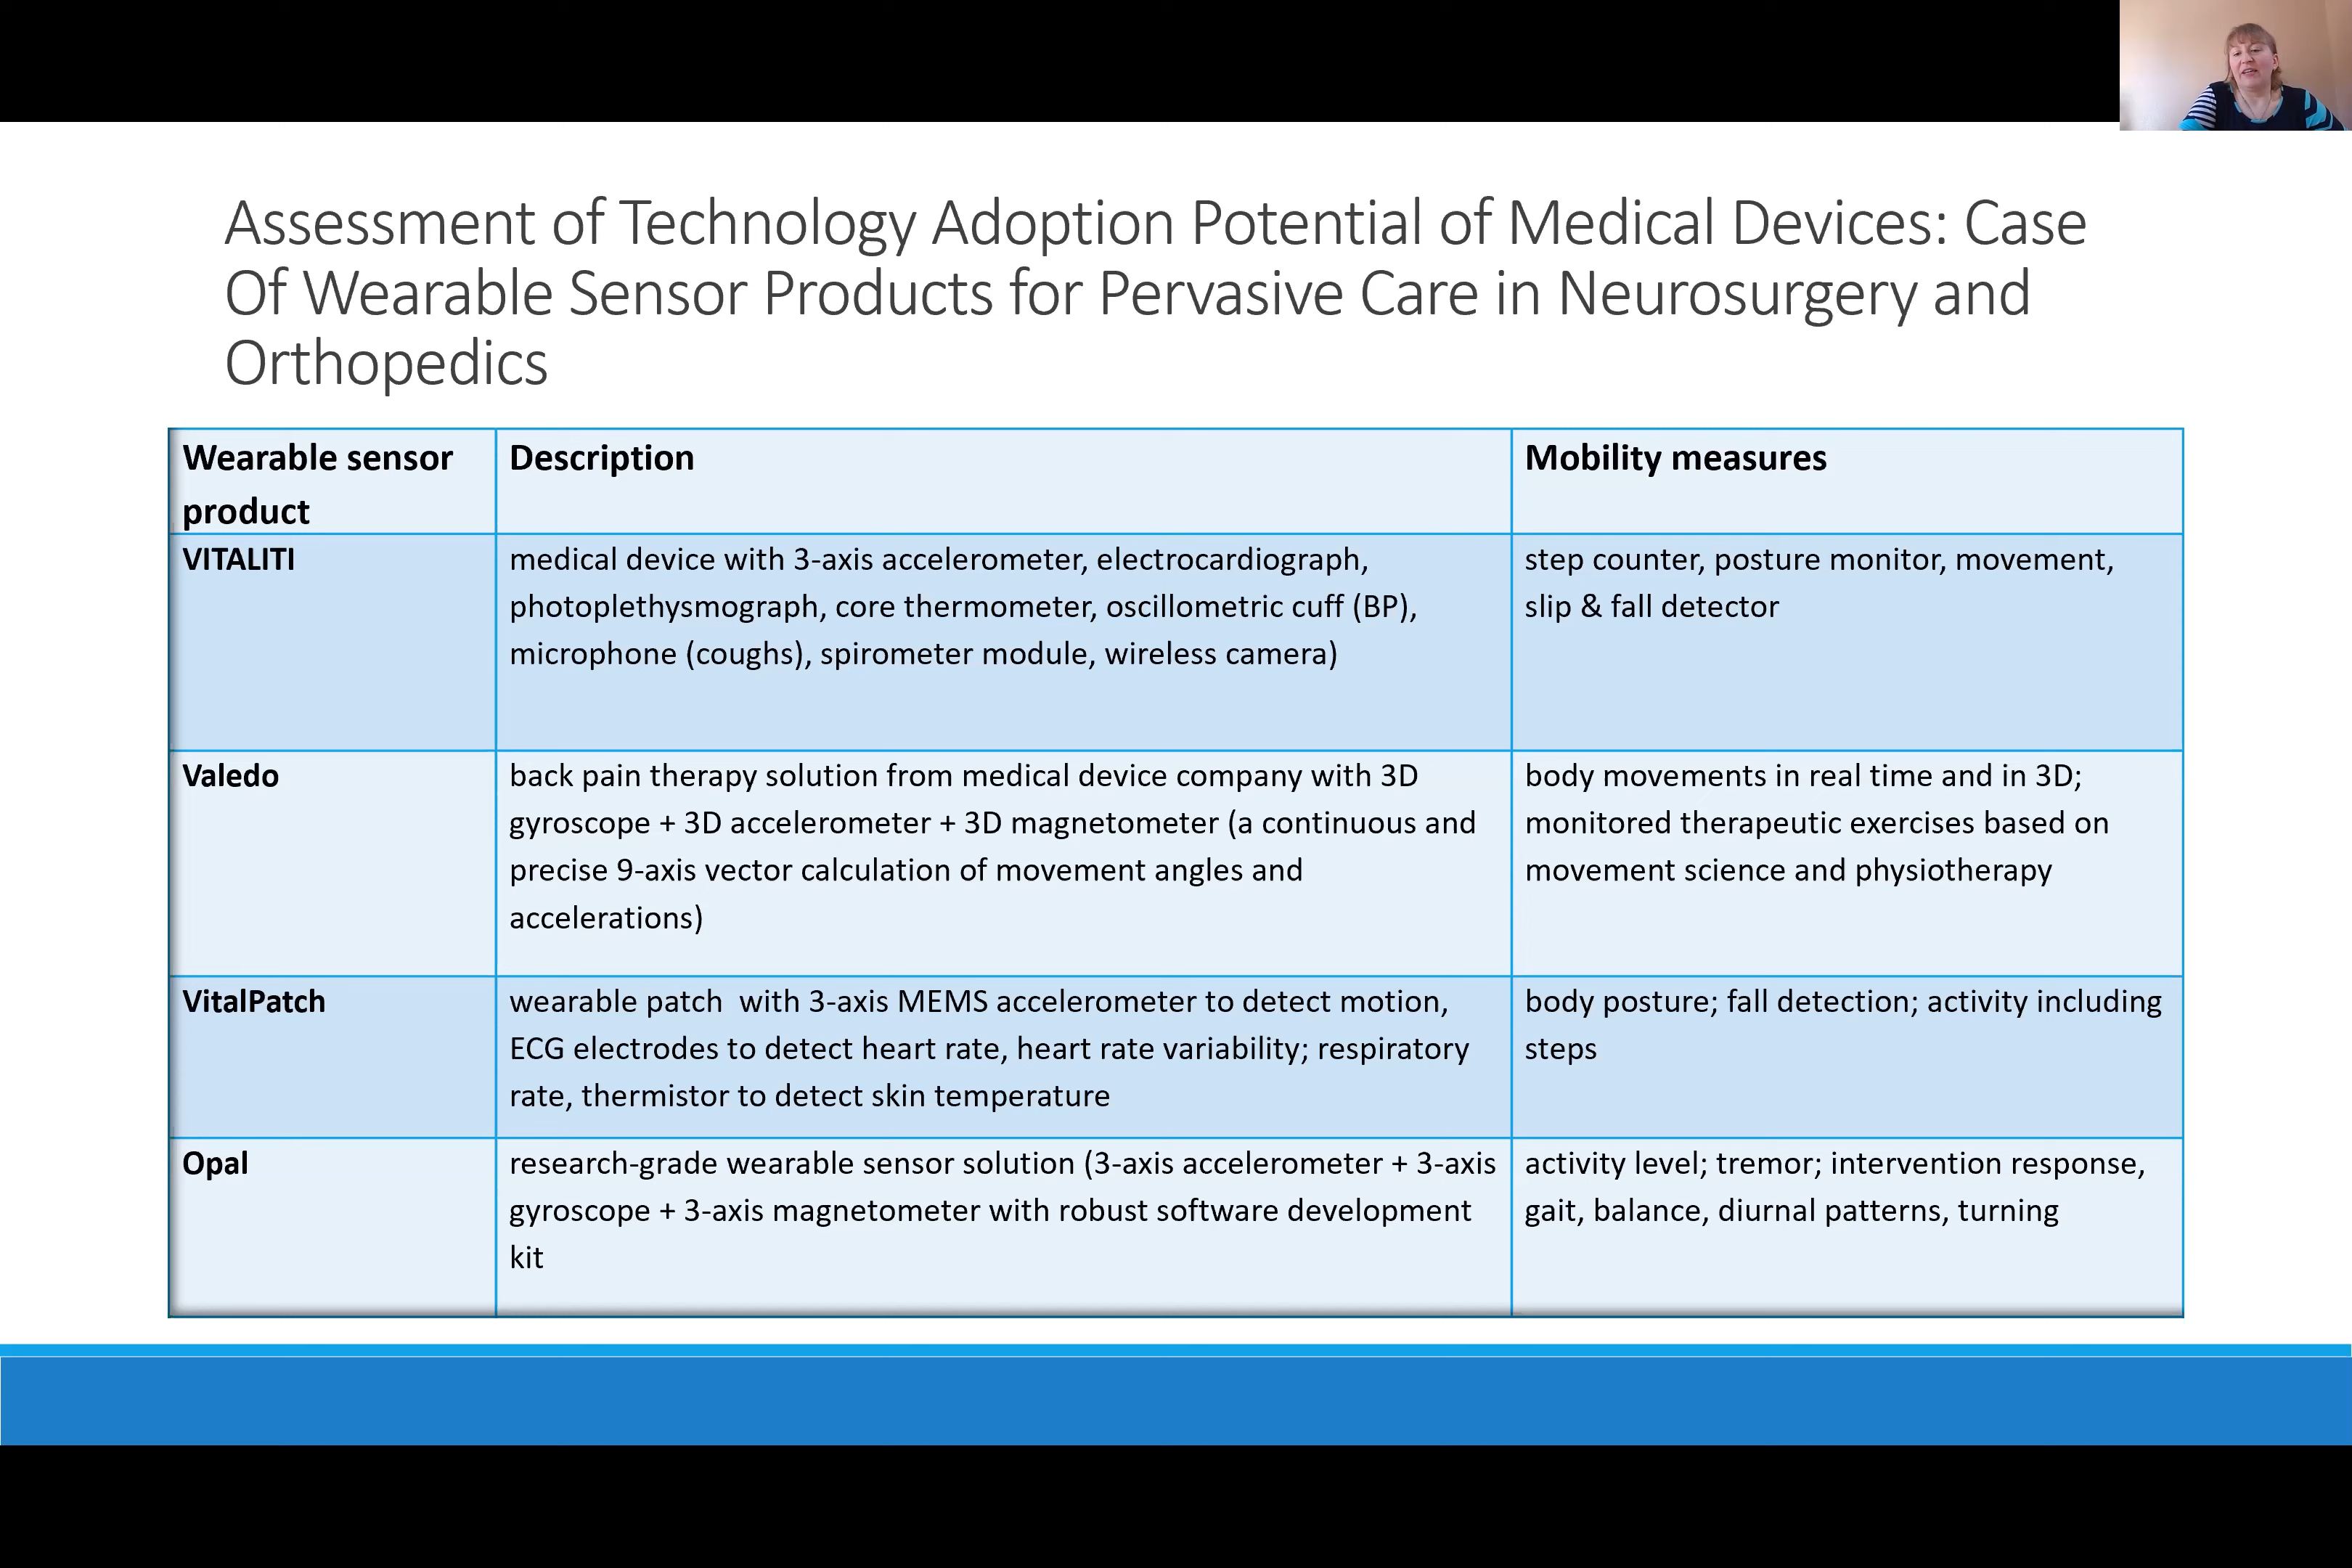 Assessment of Technology Adoption Potential of Medical Devices: Case
Of Wearable Sensor Products for Pervasive Care in Neurosurgery and
Orthopedics
Wearable sensor
product
Description
Mobility measures
VITALITI
medical device with 3-axis accelerometer, electrocardiograph,
photoplethysmograph, core thermometer, oscillometric cuff (BP),
microphone (coughs), spirometer module, wireless camera)
step counter, posture monitor, movement,
slip & fall detector
Valedo
back pain therapy solution from medical device company with 3D
gyroscope + 3D accelerometer + 3D magnetometer (a continuous and
precise 9-axis vector calculation of movement angles and
accelerations)
body movements in real time and in 3D;
monitored therapeutic exercises based on
movement science and physiotherapy
VitalPatch
wearable patch  with 3-axis MEMS accelerometer to detect motion,
ECG electrodes to detect heart rate, heart rate variability; respiratory
rate, thermistor to detect skin temperature
body posture; fall detection; activity including
steps
Opal
research-grade wearable sensor solution (3-axis accelerometer + 3-axis
gyroscope + 3-axis magnetometer with robust software development
kit
activity level; tremor; intervention response,
gait, balance, diurnal patterns, turning